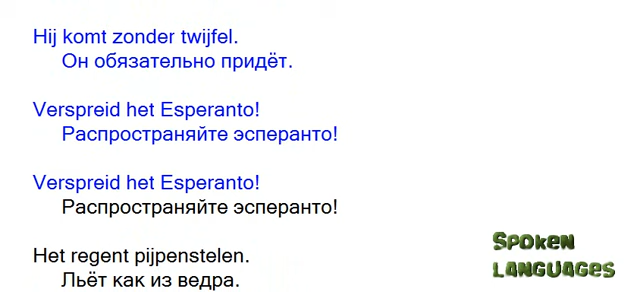 Hij komt zonder twijfel.
Он обязательно придёт.
Verspreid het Esperanto!
Распространяйте эсперанто!
Verspreid het Esperanto!
Распространяйте эсперанто!
Het regent pijpenstelen.
Льёт как из ведра.
Spoken
Languages